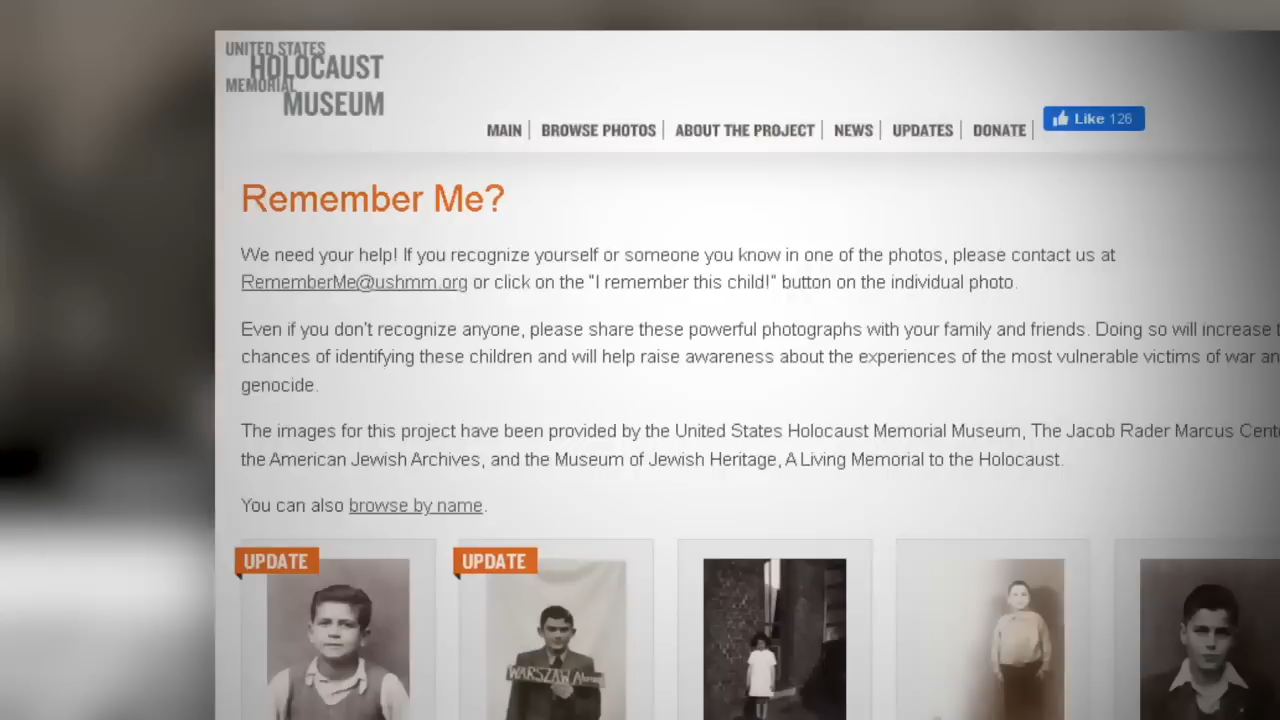 UNITED STATES
HOLOCAUST
MEMORIAL
MUSEUM
MAIN BROWSE PHOTOS ABOUT THE PROJECT NEWS UPDATES DONATE Like 126
Remember Me?
We need your help! If you recognize yourself or someone you know in one of the photos, please contact us at
RememberMe@ushmm.org or click on the "I remember this child!" button on the individual photo.
Even if you don't recognize anyone, please share these powerful photographs with your family and friends. Doing so will increase
chances of identifying these children and will help raise awareness about the experiences of the most vulnerable victims of war an
genocide.
The images for this project have been provided by the United States Holocaust Memorial Museum, The Jacob Rader Marcus Cent
the American Jewish Archives, and the Museum of Jewish Heritage, A Living Memorial to the Holocaust.
You can also browse by name.
UPDATE UPDATE
WARSZAWA